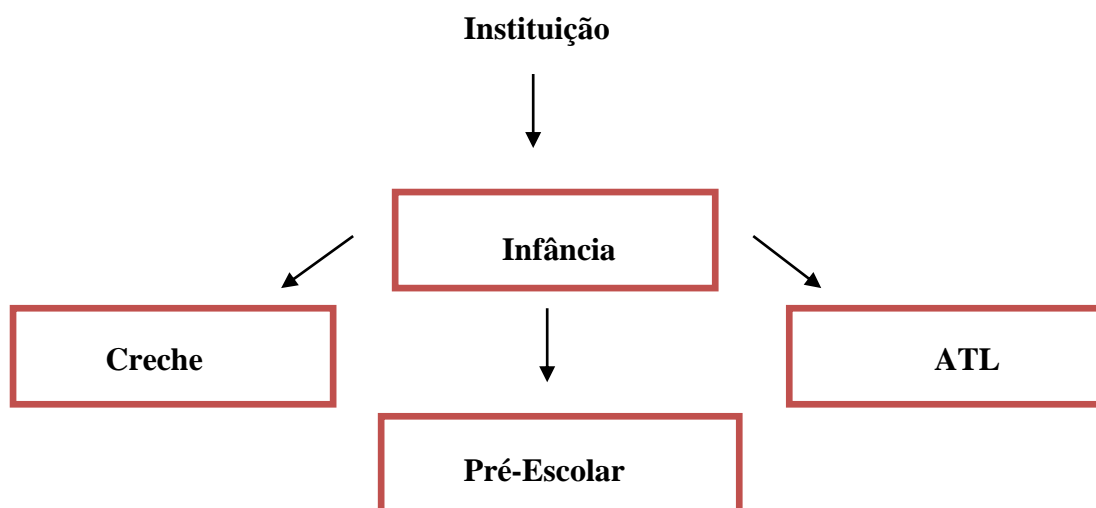 Instituição
Infância
Creche
ATL
Pré-Escolar